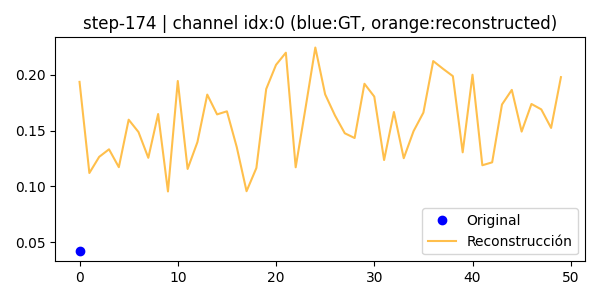 step-174 | channel idx:0 (blue:GT, orange:reconstructed)
0.20
0.15
0.10
0.05
0 10 20 30 40 50
Original
Reconstrucción